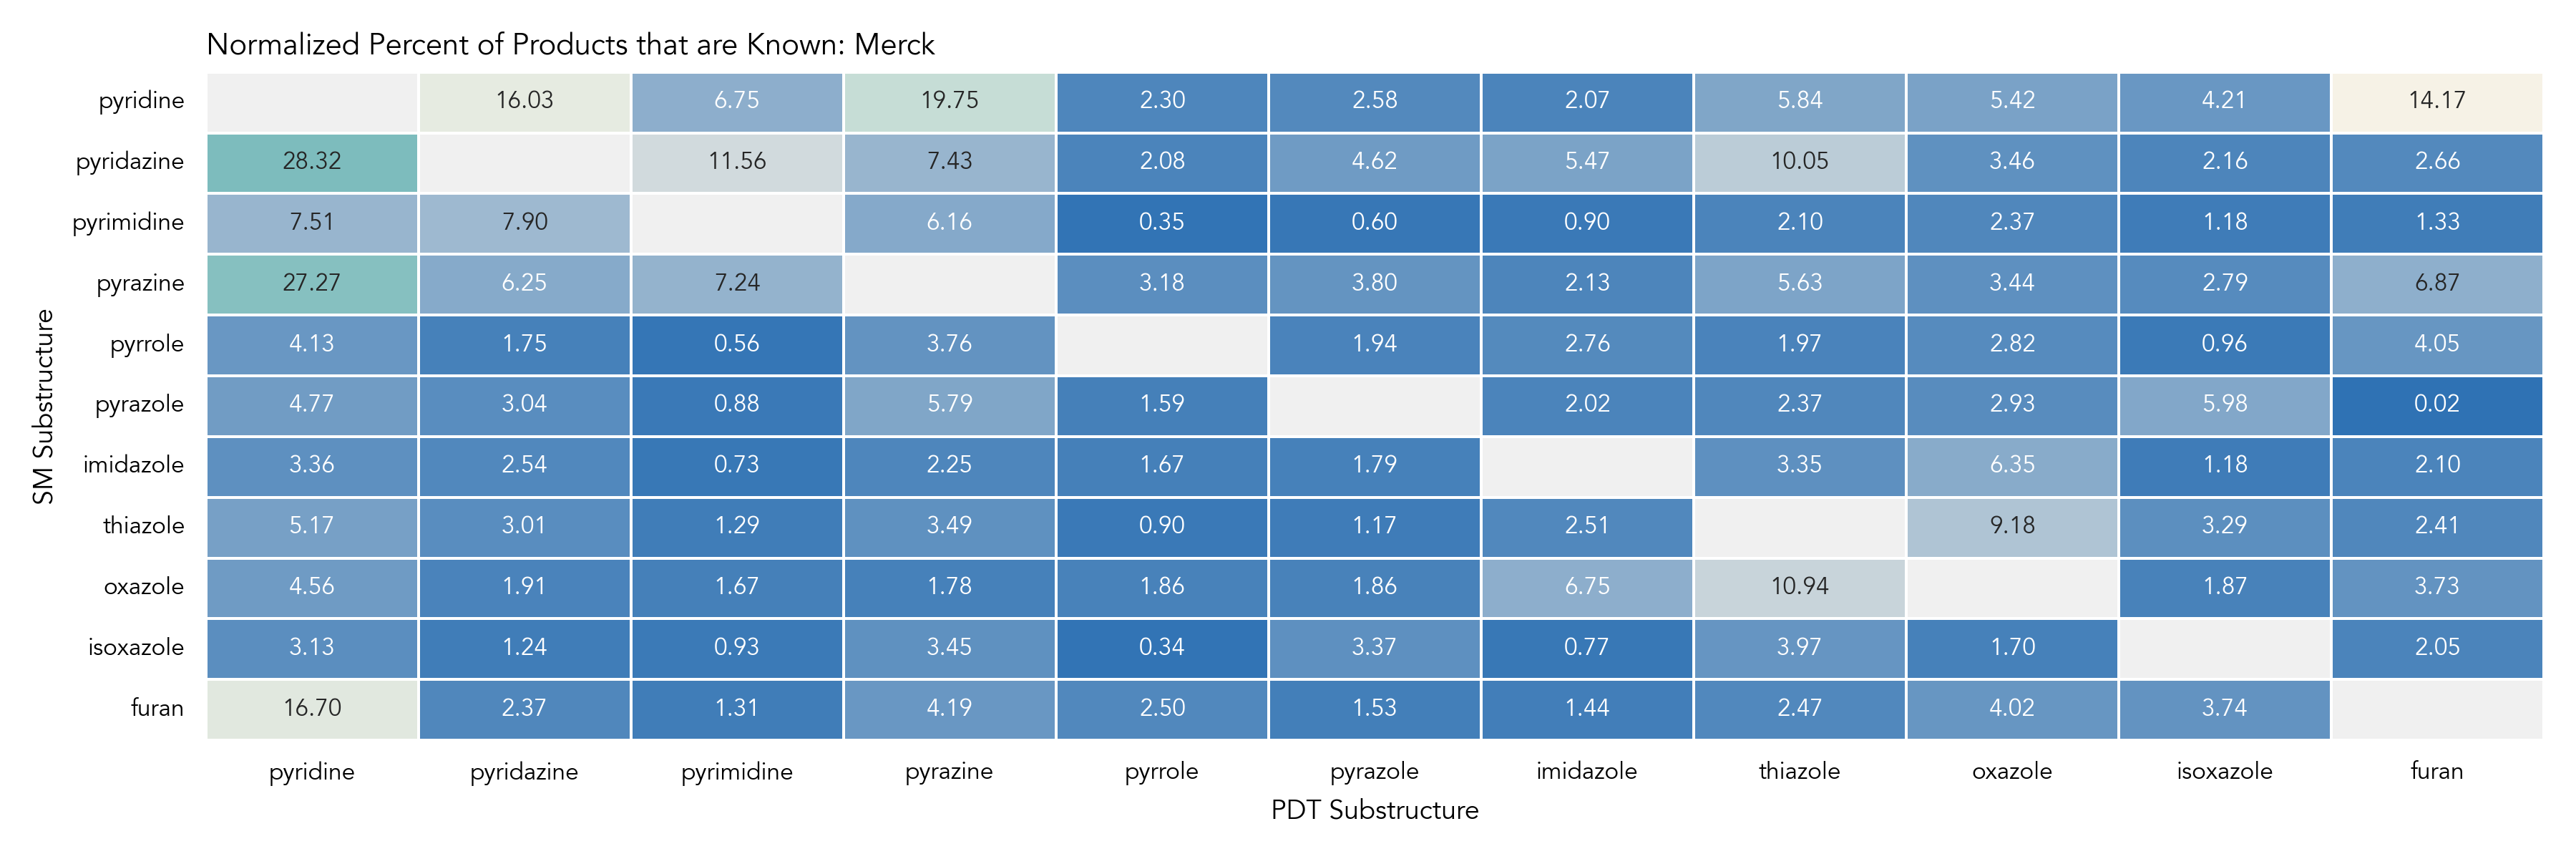 Normalized Percent of Products that are Known: Merck
pyridine 16.03 6.75 19.75 2.30 2.58 2.07 5.84 5.42 4.21 14.17
pyridazine 28.32 11.56 7.43 2.08 4.62 5.47 10.05 3.46 2.16 2.66
pyrimidine 7.51 7.90 6.16 0.35 0.60 0.90 2.10 2.37 1.18 1.33
pyrazine 27.27 6.25 7.24 3.18 3.80 2.13 5.63 3.44 2.79 6.87
pyrrole 4.13 1.75 0.56 3.76 1.94 2.76 1.97 2.82 0.96 4.05
pyrazole 4.77 3.04 0.88 5.79 1.59 2.02 2.37 2.93 5.98 0.02
imidazole 3.36 2.54 0.73 2.25 1.67 1.79 3.35 6.35 1.18 2.10
thiazole 5.17 3.01 1.29 3.49 0.90 1.17 2.51 9.18 3.29 2.41
oxazole 4.56 1.91 1.67 1.78 1.86 1.86 6.75 10.94 1.87 3.73
isoxazole 3.13 1.24 0.93 3.45 0.34 3.37 0.77 3.97 1.70 2.05
furan 16.70 2.37 1.31 4.19 2.50 1.53 1.44 2.47 4.02 3.74
SM Substructure
pyridine pyridazine pyrimidine pyrazine pyrrole pyrazole imidazole thiazole oxazole isoxazole furan
PDT Substructure